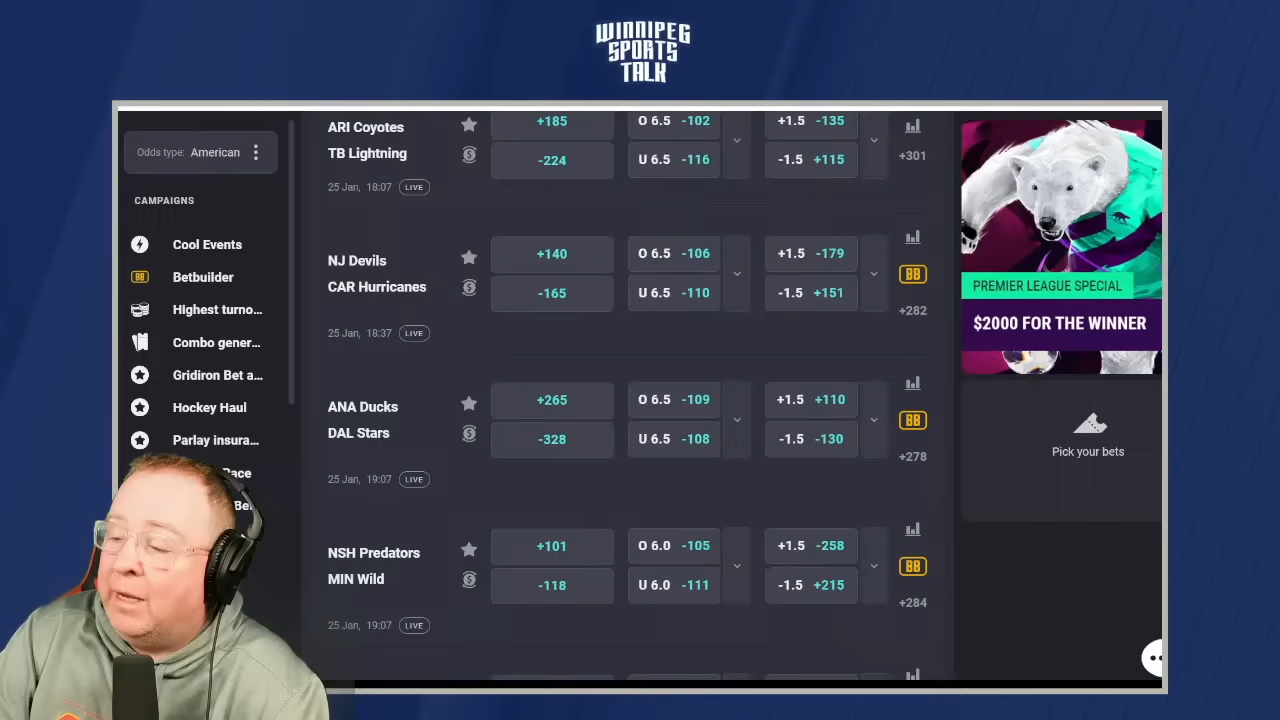 WINNIPEG
SPORTS
TALK
Odds type: American
CAMPAIGNS
Cool Events
BB Betbuilder
Highest turno...
Combo gener...
Gridiron Bet a...
Hockey Haul
Parlay insura...
ARI Coyotes
TB Lightning
25 Jan, 18:07 LIVE
+185 O 6.5 -102 +1.5 -135
-224 U 6.5 -116 -1.5 +115
+301
NJ Devils
CAR Hurricanes
25 Jan, 18:37 LIVE
+140 O 6.5 -106 +1.5 -179
-165 U 6.5 -110 -1.5 +151
BB
+282
ANA Ducks
DAL Stars
25 Jan, 19:07 LIVE
+265 O 6.5 -109 +1.5 +110
-328 U 6.5 -108 -1.5 -130
BB
+278
NSH Predators
MIN Wild
25 Jan, 19:07 LIVE
+101 O 6.0 -105 +1.5 -258
-118 U 6.0 -111 -1.5 +215
BB
+284
PREMIER LEAGUE SPECIAL
$2000 FOR THE WINNER
Pick your bets